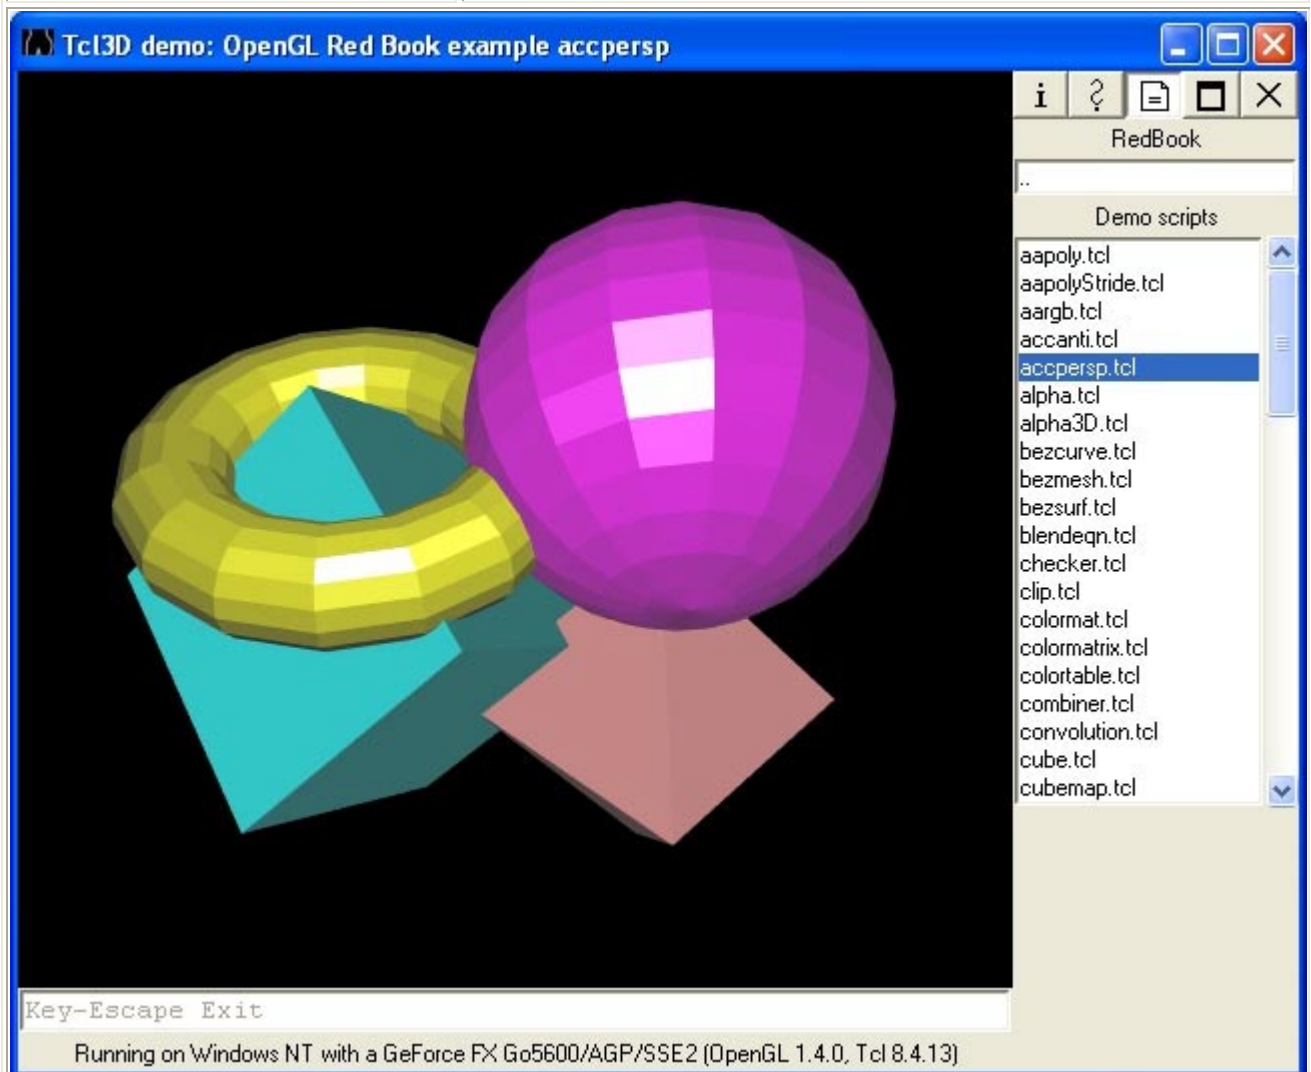 Tcl3D demo: OpenGL Red Book example accpersp
i ?
RedBook
..
Demo scripts
aapoly.tcl
aapolyStride.tcl
aargb.tcl
accanti.tcl
accpersp.tcl
alpha.tcl
alpha3D.tcl
bezcurve.tcl
bezmesh.tcl
bezsurf.tcl
blendeqn.tcl
checker.tcl
clip.tcl
colormat.tcl
colormatrix.tcl
colortable.tcl
combiner.tcl
convolution.tcl
cube.tcl
cubemap.tcl
Key-Escape Exit
Running on Windows NT with a GeForce FX Go5600/AGP/SSE2 (OpenGL 1.4.0, Tcl 8.4.13)